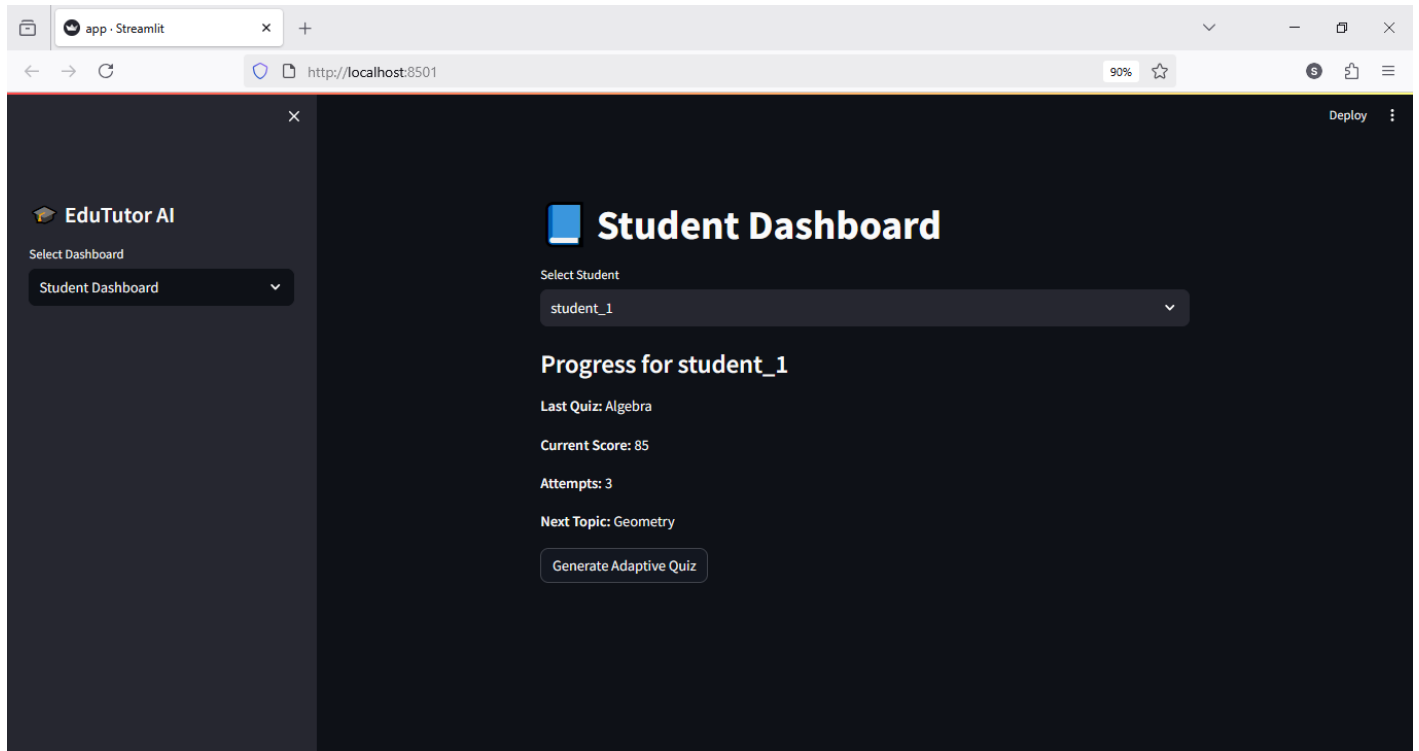 app · Streamlit
http://localhost:8501
90%
S
Deploy
🎓 EduTutor AI
Select Dashboard
Student Dashboard
📘 Student Dashboard
Select Student
student_1
Progress for student_1
Last Quiz: Algebra
Current Score: 85
Attempts: 3
Next Topic: Geometry
Generate Adaptive Quiz